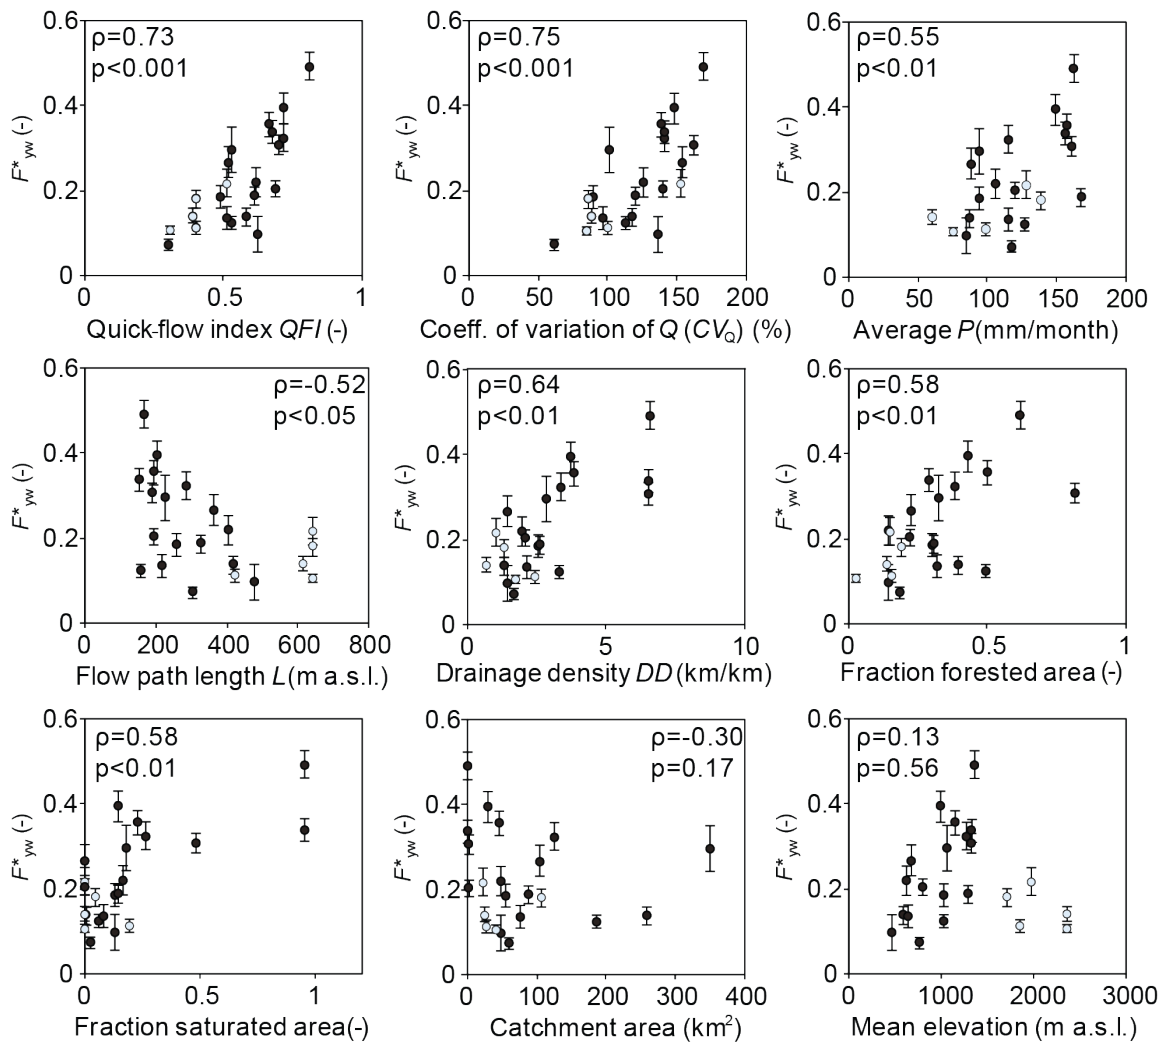 ρ=0.73
p<0.001
0.6
0.4
0.2
0
F*yw (-)
0 0.5 1
Quick-flow index QFI (-)
ρ=0.75
p<0.001
0.6
0.4
0.2
0
F*yw (-)
0 50 100 150 200
Coeff. of variation of Q (CVQ) (%)
ρ=0.55
p<0.01
0.6
0.4
0.2
0
F*yw (-)
0 50 100 150 200
Average P(mm/month)
ρ=-0.52
p<0.05
0.6
0.4
0.2
0
F*yw (-)
0 200 400 600 800
Flow path length L(m a.s.l.)
ρ=0.64
p<0.01
0.6
0.4
0.2
0
F*yw (-)
0 5 10
Drainage density DD(km/km)
ρ=0.58
p<0.01
0.6
0.4
0.2
0
F*yw (-)
0 0.5 1
Fraction forested area (-)
ρ=0.58
p<0.01
0.6
0.4
0.2
0
F*yw (-)
0 0.5 1
Fraction saturated area(-)
ρ=-0.30
p=0.17
0.6
0.4
0.2
0
F*yw (-)
0 100 200 300 400
Catchment area (km²)
ρ=0.13
p=0.56
0.6
0.4
0.2
0
F*yw (-)
0 1000 2000 3000
Mean elevation (m a.s.l.)